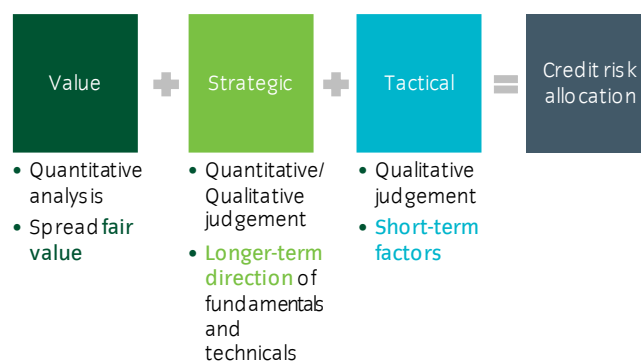 Value
Strategic
Tactical
Credit risk
allocation
+
+
=
• Quantitative
analysis
• Spread fair
value
• Quantitative/
Qualitative
judgement
• Longer-term
direction of
fundamentals
and
technicals
• Qualitative
judgement
• Short-term
factors